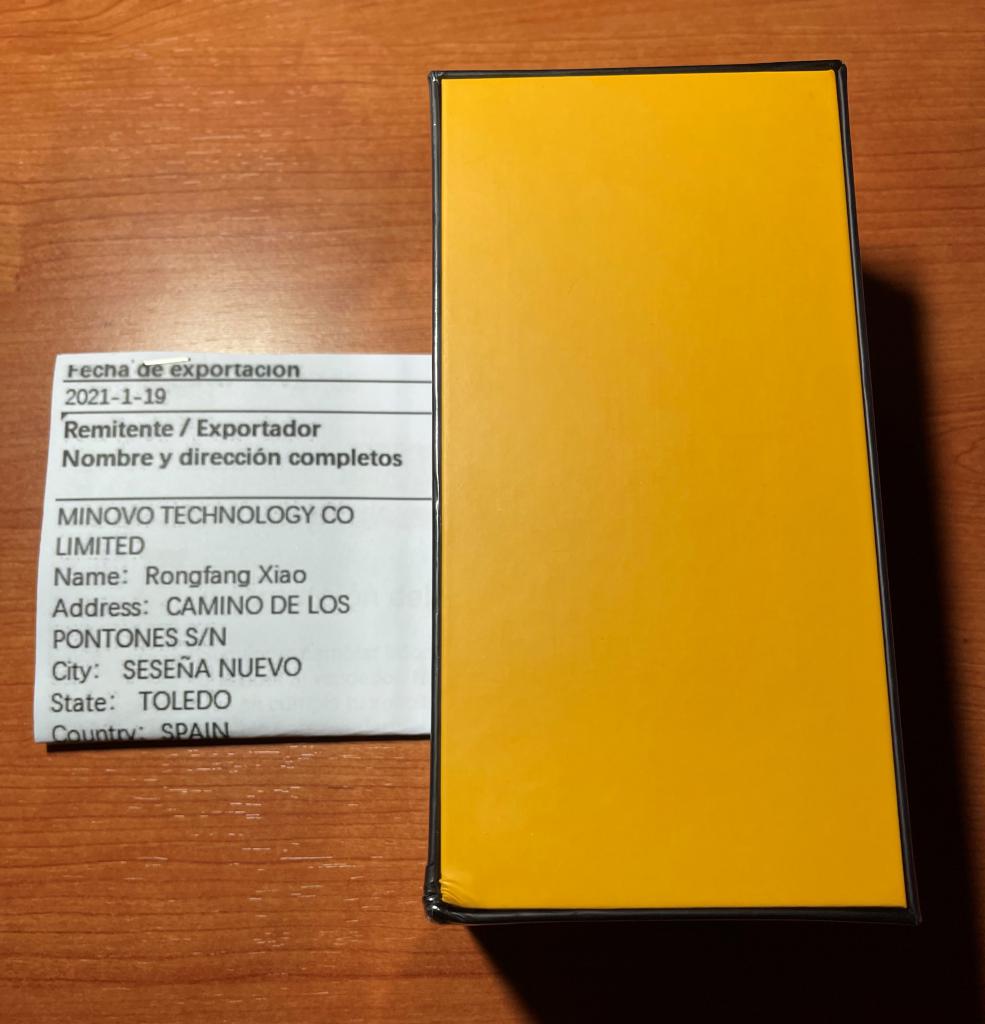 Fecha de exportación
2021-1-19
Remitente / Exportador
Nombre y dirección completos
MINOVO TECHNOLOGY CO
LIMITED
Name: Rongfang Xiao
Address: CAMINO DE LOS
PONTONES S/N
City: SESEÑA NUEVO
State: TOLEDO
Country: SPAIN